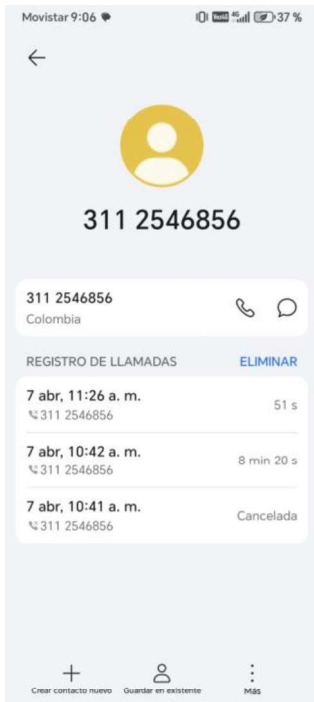 Movistar 9:06 37 %
311 2546856
311 2546856
Colombia
REGISTRO DE LLAMADAS ELIMINAR
7 abr, 11:26 a. m.
311 2546856 51 s
7 abr, 10:42 a. m.
311 2546856 8 min 20 s
7 abr, 10:41 a. m.
311 2546856 Cancelada
Crear contacto nuevo Guardar en existente Más